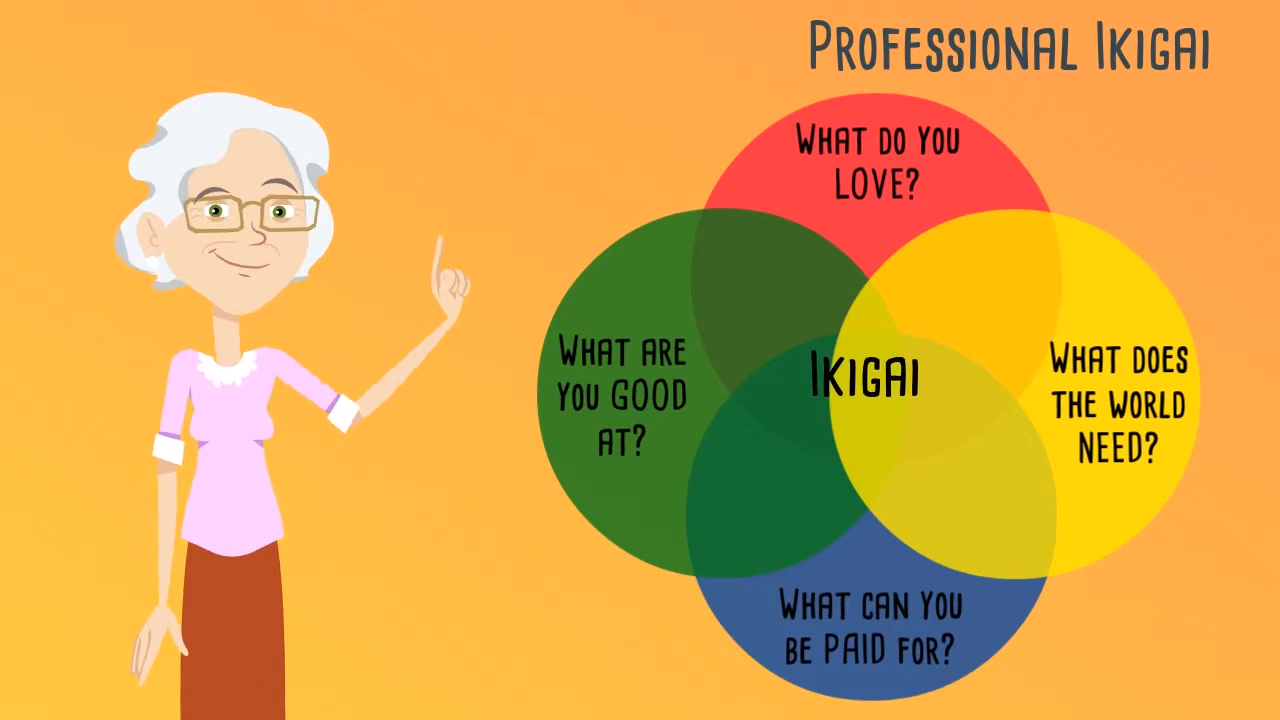 Professional Ikigai
What do you
LOVE?
What are
you GOOD
at?
Ikigai
What does
the world
NEED?
What can you
be PAID for?